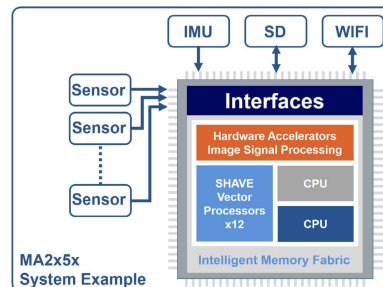 IMU
SD
WIFI
Sensor
Sensor
Sensor
Interfaces
Hardware Accelerators
Image Signal Processing
SHAVE
Vector
Processors
x12
CPU
CPU
Intelligent Memory Fabric
MA2x5x
System Example